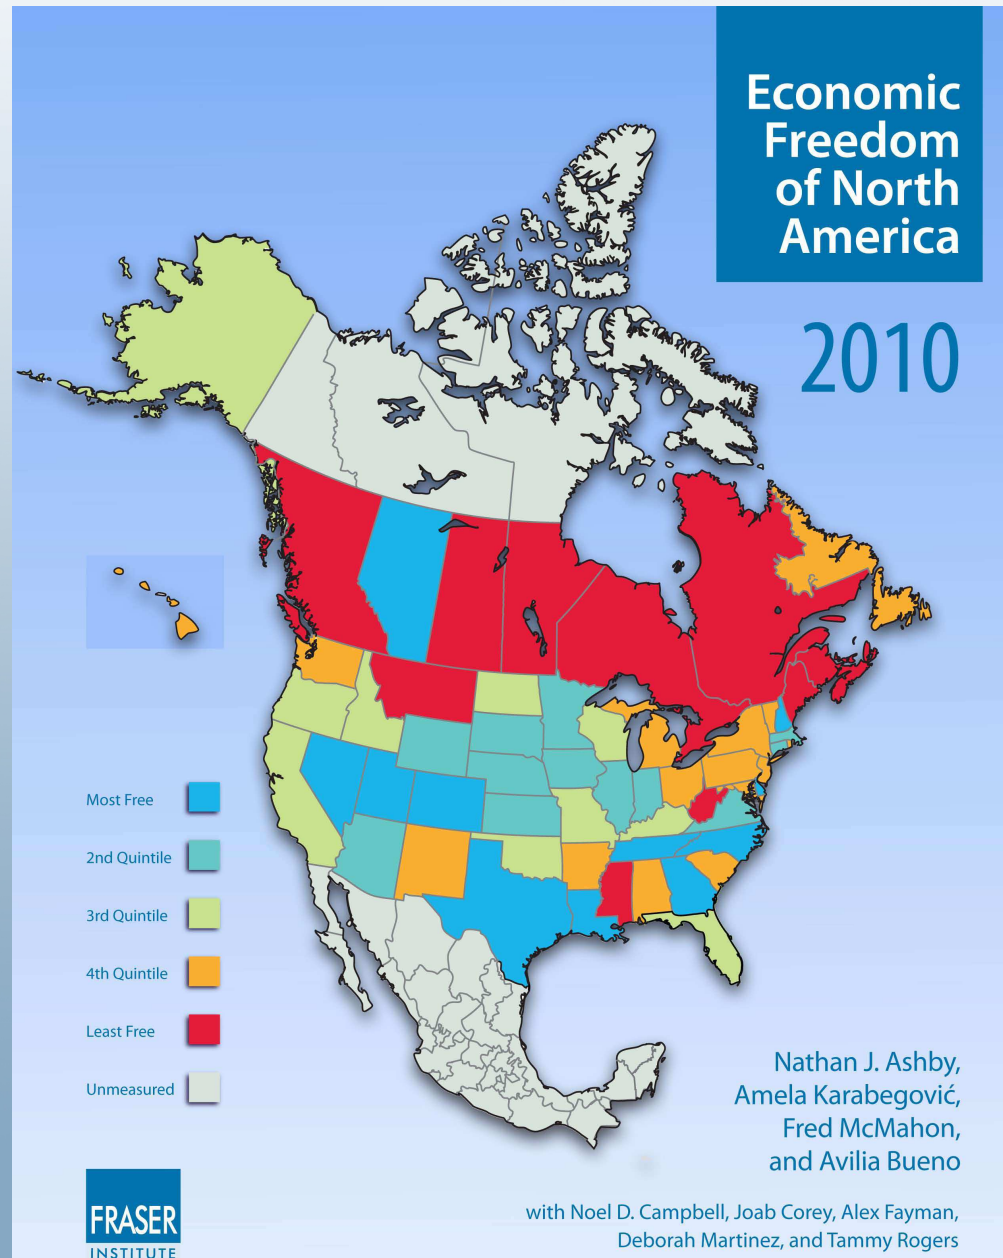 Economic
Freedom
of North
America
2010
Most Free
2nd Quintile
3rd Quintile
4th Quintile
Least Free
Unmeasured
Nathan J. Ashby,
Amela Karabegović,
Fred McMahon,
and Avilia Bueno
with Noel D. Campbell, Joab Corey, Alex Fayman,
Deborah Martinez, and Tammy Rogers
FRASER
INSTITUTE